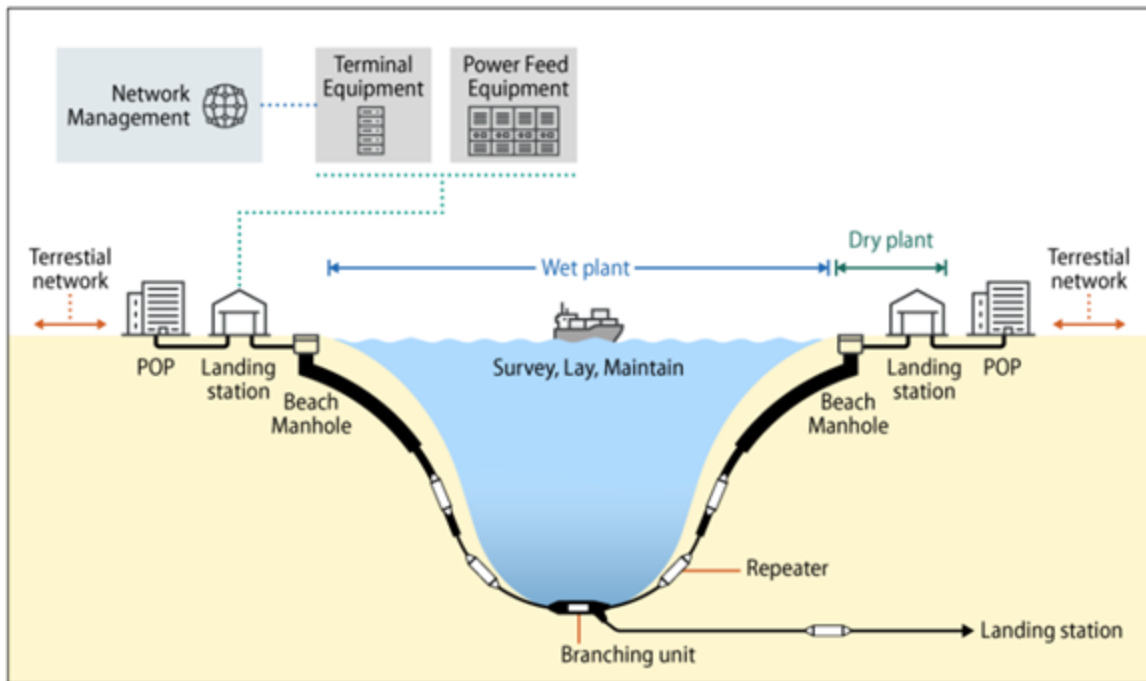 Network
Management
Terminal
Equipment
Power Feed
Equipment
Terrestial
network
Wet plant
Dry plant
Terrestial
network
POP
Landing
station
Beach
Manhole
Survey, Lay, Maintain
Beach
Manhole
Landing
station
POP
Repeater
Branching unit
Landing station